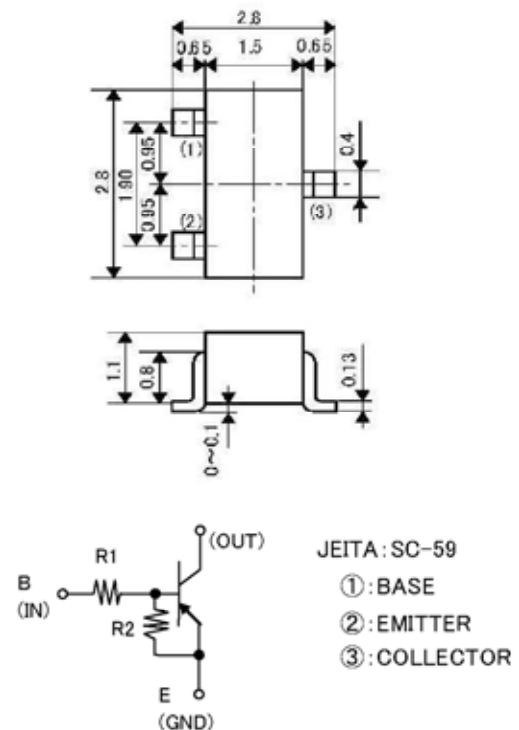 2.8
0.65 1.5 0.65
2.8
1.90
0.95
0.95
(1)
(2)
(3)
0.4
1.1
0.8
0~0.1
0.13
R1
B
(IN)
R2
(OUT)
E
(GND)
JEITA:SC-59
①:BASE
②:EMITTER
③:COLLECTOR